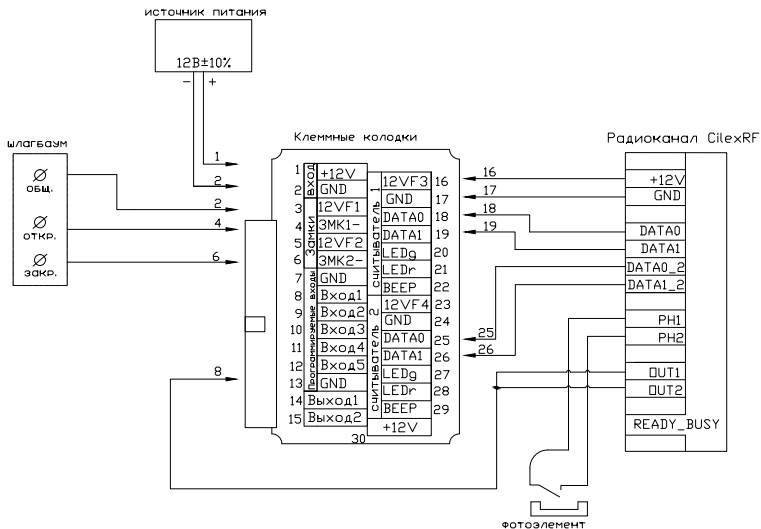 источник питания
12В±10%
− +
шлагбаум
общ.
откр.
закр.
1
2
2
4
6
8
Клеммные колодки
1 +12V
2 GND
вход
3 12VF1
4 ЗМК1-
5 12VF2
6 ЗМК2-
Замки
7 GND
8 Вход1
9 Вход2
10 Вход3
11 Вход4
12 Вход5
13 GND
Программируемые входы
14 Выход1
15 Выход2
12VF3 16
GND 17
DATA0 18
DATA1 19
LEDg 20
LEDr 21
BEEP 22
считыватель 1
12VF4 23
GND 24
DATA0 25
DATA1 26
LEDg 27
LEDr 28
BEEP 29
считыватель 2
+12V
30
16
17
18
19
25
26
Радиоканал CilexRF
+12V
GND
DATA0
DATA1
DATA0_2
DATA1_2
PH1
PH2
OUT1
OUT2
READY_BUSY
Фотоэлемент